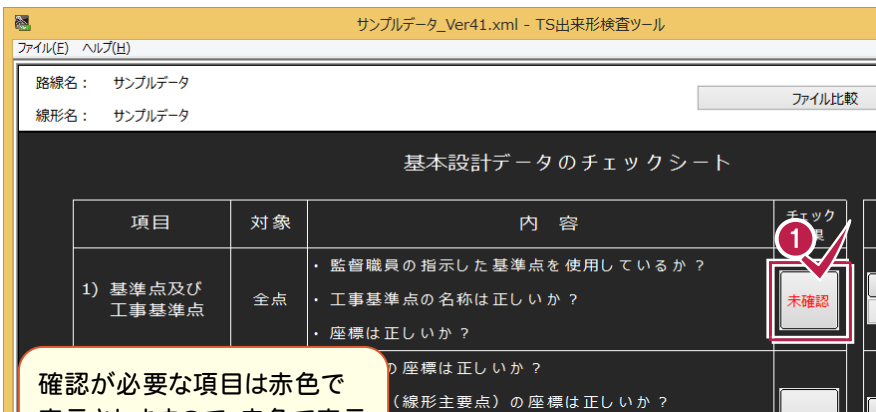 サンプルデータ_Ver41.xml - TS出来形検査ツール
ファイル(F) ヘルプ(H)
路線名： サンプルデータ
ファイル比較
線形名： サンプルデータ
基本設計データのチェックシート
項目 対象 内 容 チェック
果
1) 基準点及び
工事基準点
全点
・ 監督職員の指示した基準点を使用しているか？
・ 工事基準点の名称は正しいか？
・ 座標は正しいか？
1
未確認
の座標は正しいか？
（線形主要点）の座標は正しいか？
確認が必要な項目は赤色で